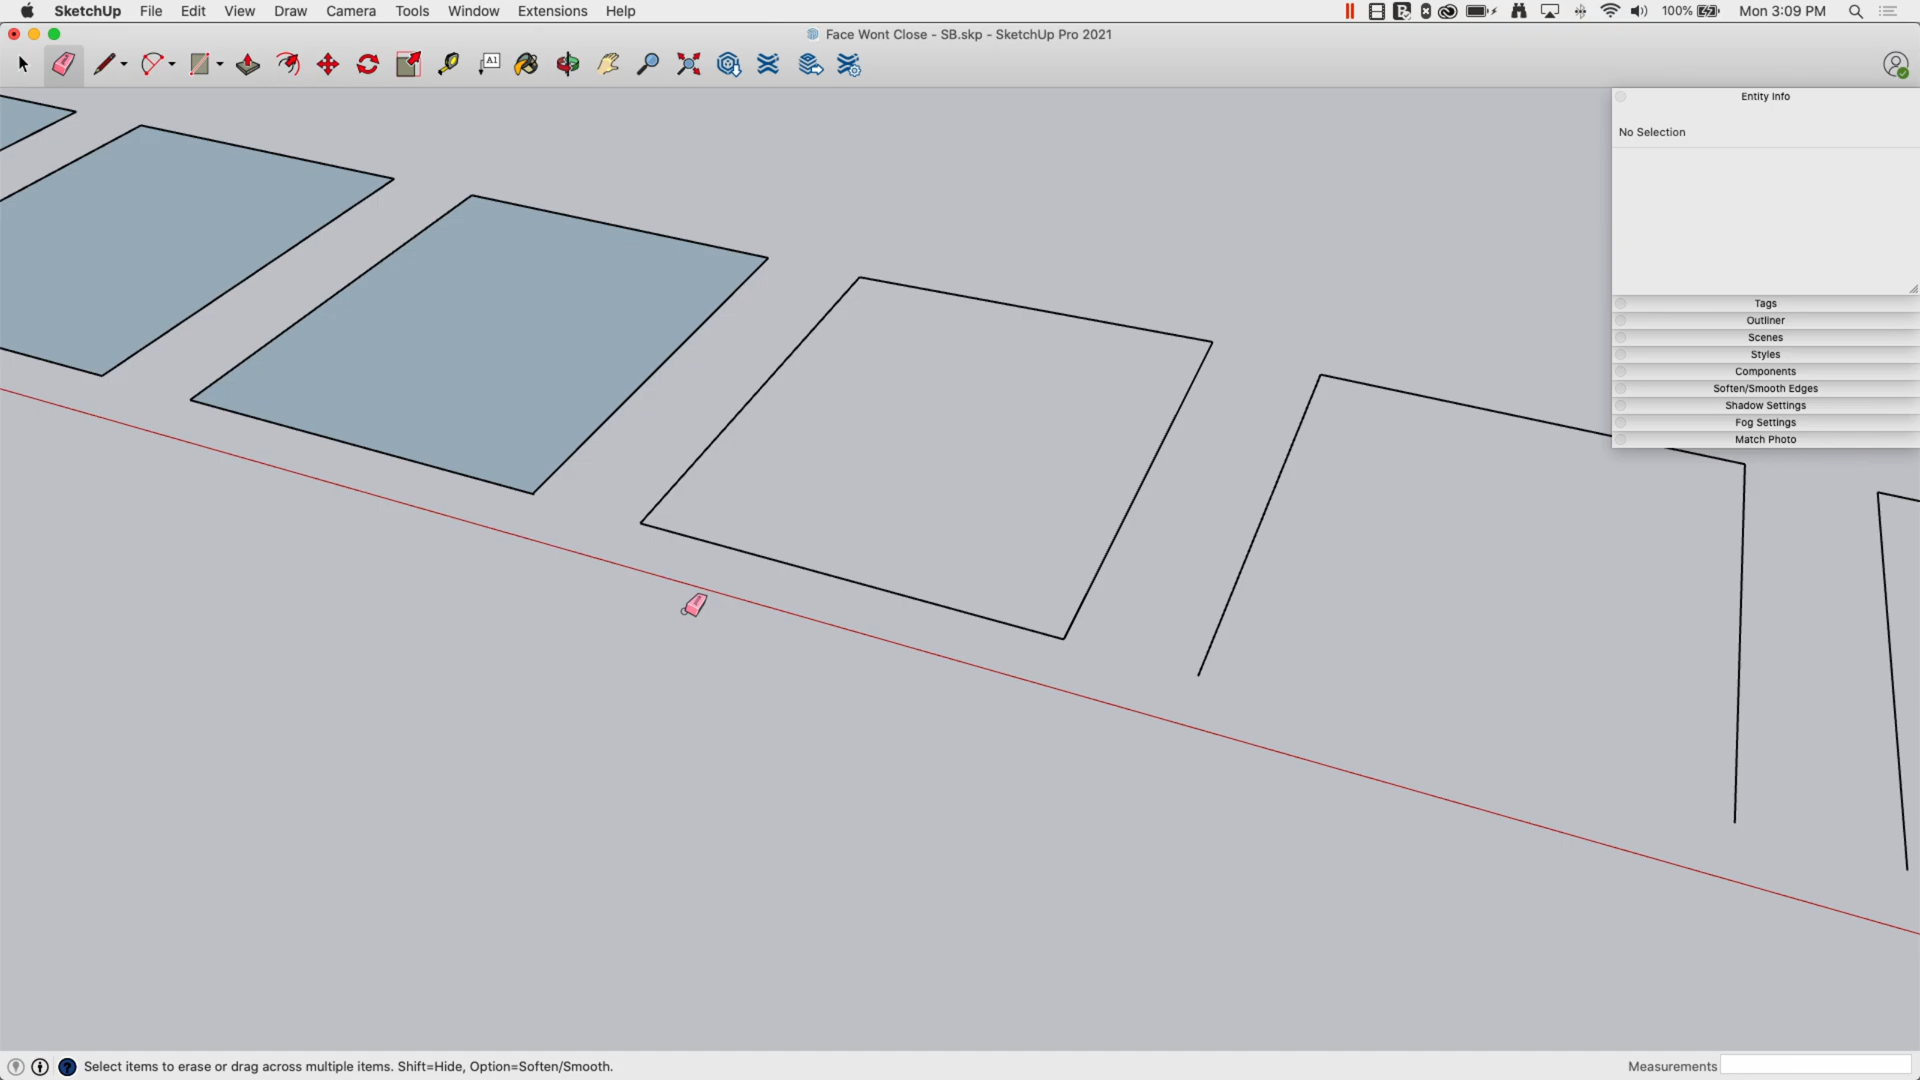 SketchUp File Edit View Draw Camera Tools Window Extensions Help 100% Mon 3:09 PM
Face Wont Close - SB.skp - SketchUp Pro 2021
A1
Entity Info
No Selection
Tags
Outliner
Scenes
Styles
Components
Soften/Smooth Edges
Shadow Settings
Fog Settings
Match Photo
Select items to erase or drag across multiple items. Shift=Hide, Option=Soften/Smooth. Measurements